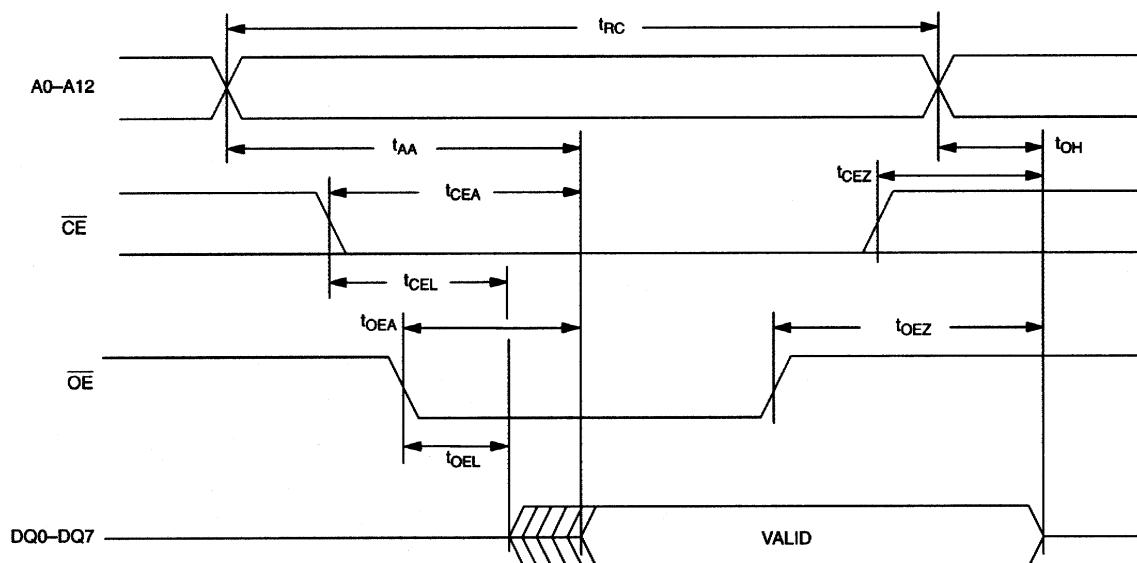 tRC
A0–A12
tAA
tOH
tCEA
tCEZ
CE
tCEL
tOEA
tOEZ
OE
tOEL
DQ0–DQ7
VALID